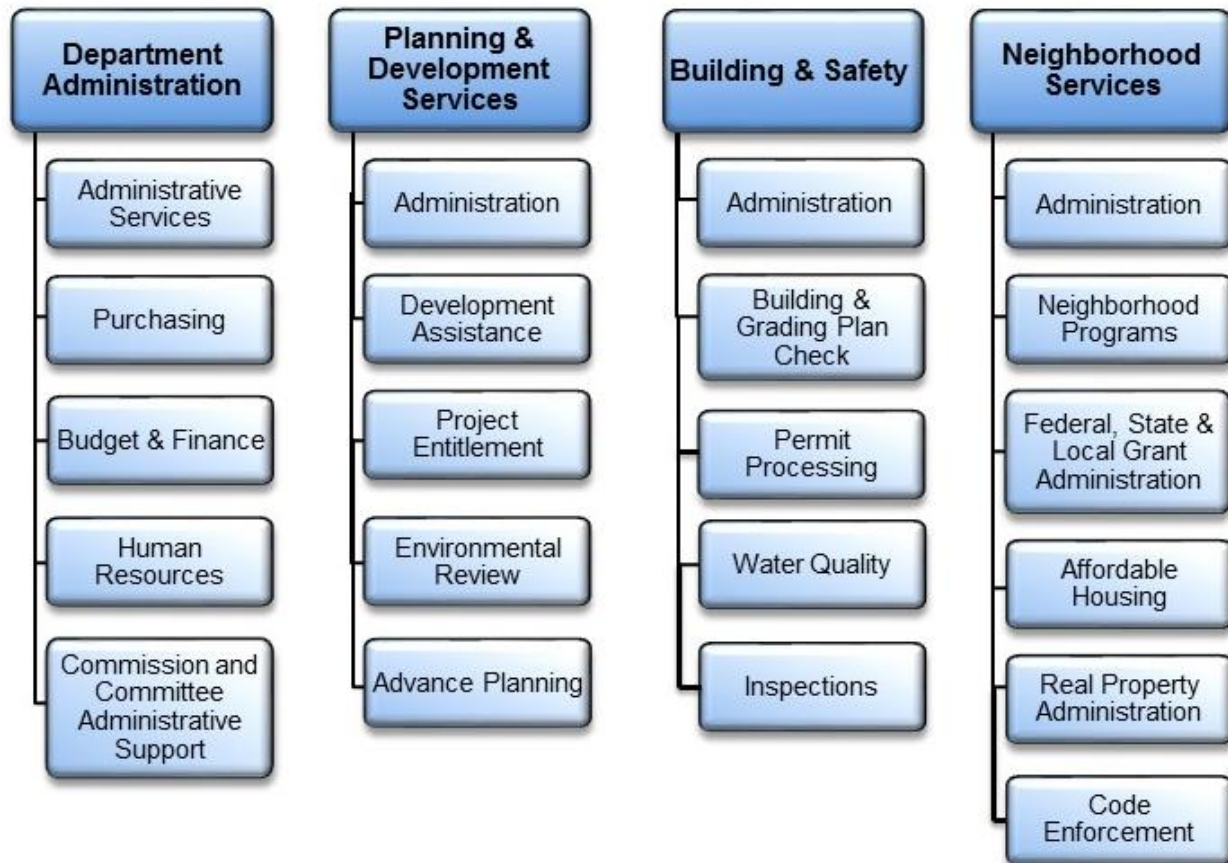 Department
Administration
Administrative
Services
Purchasing
Budget & Finance
Human
Resources
Commission and
Committee
Administrative
Support
Planning &
Development
Services
Administration
Development
Assistance
Project
Entitlement
Environmental
Review
Advance Planning
Building & Safety
Administration
Building &
Grading Plan
Check
Permit
Processing
Water Quality
Inspections
Neighborhood
Services
Administration
Neighborhood
Programs
Federal, State &
Local Grant
Administration
Affordable
Housing
Real Property
Administration
Code
Enforcement